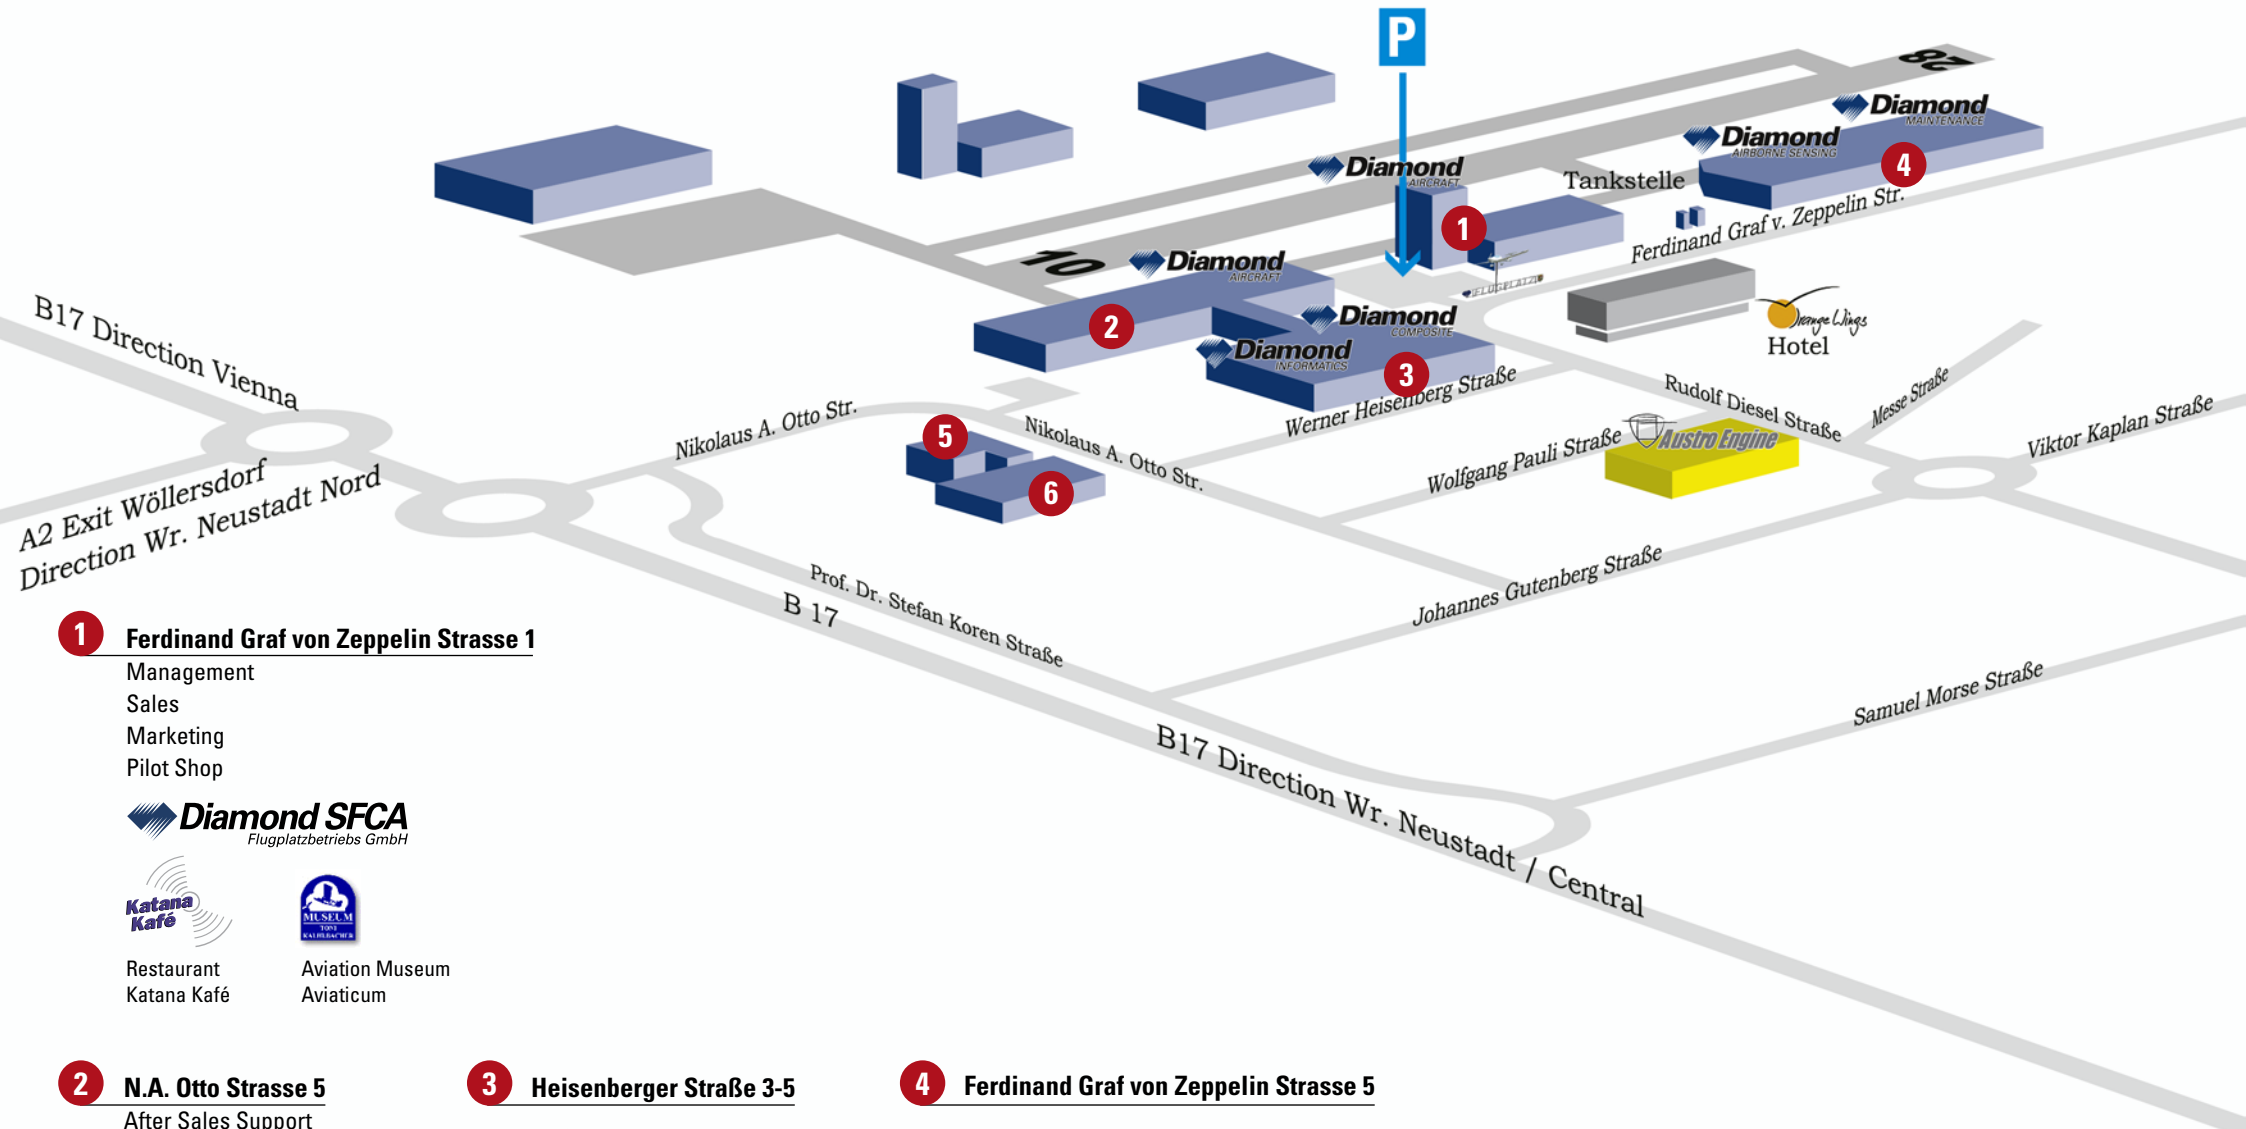 P
28
Diamond
MAINTENANCE
Diamond
AIRBORNE SENSING
4
Diamond
AIRCRAFT
Tankstelle
1
Ferdinand Graf v. Zeppelin Str.
10
Diamond
AIRCRAFT
FLUGPLATZ
2
Diamond
COMPOSITE
Orange Wings
Hotel
Diamond
INFORMATICS
3
B17 Direction Vienna
Werner Heisenberg Straße
Rudolf Diesel Straße
Messe Straße
Viktor Kaplan Straße
Nikolaus A. Otto Str.
5
Nikolaus A. Otto Str.
Wolfgang Pauli Straße
Austro Engine
6
A2 Exit Wöllersdorf
Direction Wr. Neustadt Nord
Prof. Dr. Stefan Koren Straße
B 17
Johannes Gutenberg Straße
Samuel Morse Straße
B17 Direction Wr. Neustadt / Central
1 Ferdinand Graf von Zeppelin Strasse 1
Management
Sales
Marketing
Pilot Shop
Diamond SFCA
Flugplatzbetriebs GmbH
Katana
Kafé
MUSEUM
TONI
KAHLBACHER
Restaurant
Katana Kafé
Aviation Museum
Aviaticum
2 N.A. Otto Strasse 5
After Sales Support
3 Heisenberger Straße 3-5
4 Ferdinand Graf von Zeppelin Strasse 5